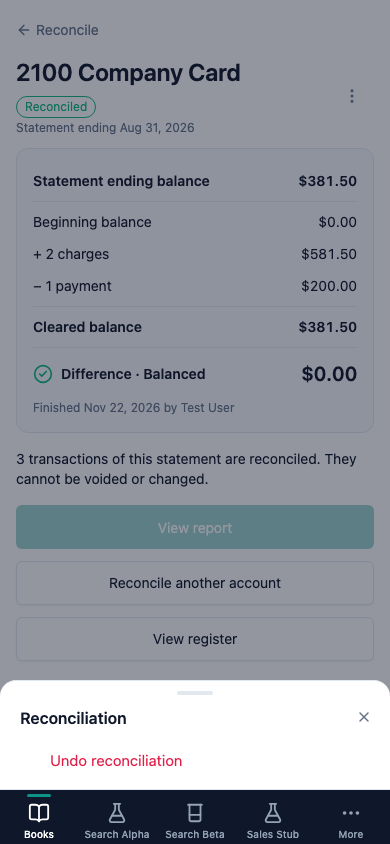 Reconcile
2100 Company Card
Reconciled
Statement ending Aug 31, 2026
Statement ending balance $381.50
Beginning balance $0.00
+ 2 charges $581.50
− 1 payment $200.00
Cleared balance $381.50
Difference · Balanced $0.00
Finished Nov 22, 2026 by Test User
3 transactions of this statement are reconciled. They
cannot be voided or changed.
View report
Reconcile another account
View register
Reconciliation
Undo reconciliation
Books Search Alpha Search Beta Sales Stub More